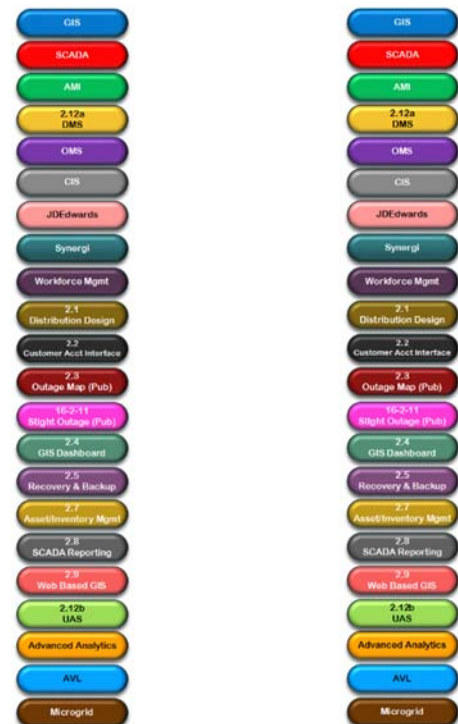 GIS
SCADA
AMI
2.12a
DMS
OMS
CIS
JDEdwards
Synergi
Workforce Mgmt
2.1
Distribution Design
2.2
Customer Acct Interface
2.3
Outage Map (Pub)
16-2-11
Stlght Outage (Pub)
2.4
GIS Dashboard
2.5
Recovery & Backup
2.7
Asset/Inventory Mgmt
2.8
SCADA Reporting
2.9
Web Based GIS
2.12b
UAS
Advanced Analytics
AVL
Microgrid
GIS
SCADA
AMI
2.12a
DMS
OMS
CIS
JDEdwards
Synergi
Workforce Mgmt
2.1
Distribution Design
2.2
Customer Acct Interface
2.3
Outage Map (Pub)
16-2-11
Stlght Outage (Pub)
2.4
GIS Dashboard
2.5
Recovery & Backup
2.7
Asset/Inventory Mgmt
2.8
SCADA Reporting
2.9
Web Based GIS
2.12b
UAS
Advanced Analytics
AVL
Microgrid